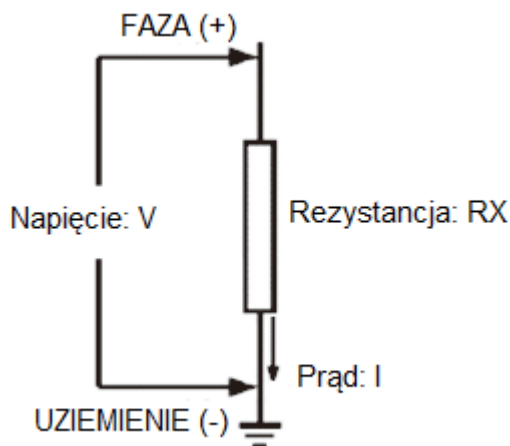 FAZA (+)
Napięcie: V
Rezystancja: RX
Prąd: I
UZIEMIENIE (-)